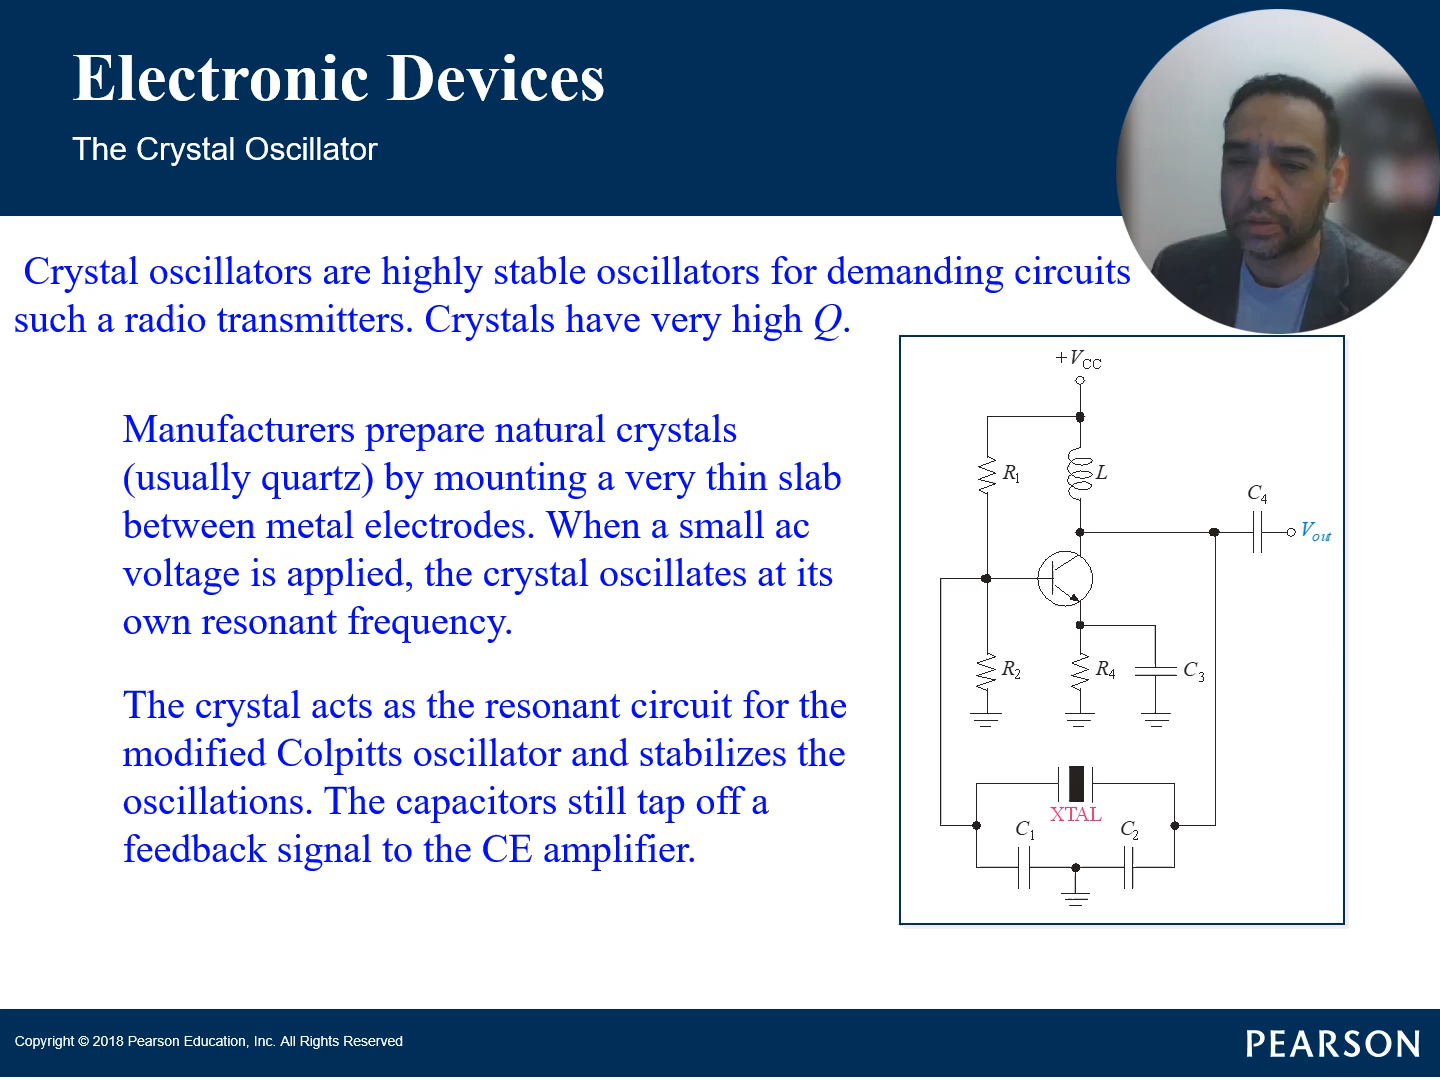 Electronic Devices
The Crystal Oscillator
Crystal oscillators are highly stable oscillators for demanding circuits
such a radio transmitters. Crystals have very high Q.
Manufacturers prepare natural crystals
(usually quartz) by mounting a very thin slab
between metal electrodes. When a small ac
voltage is applied, the crystal oscillates at its
own resonant frequency.
The crystal acts as the resonant circuit for the
modified Colpitts oscillator and stabilizes the
oscillations. The capacitors still tap off a
feedback signal to the CE amplifier.
+VCC
R1
L
C4
Vout
R2
R4
C3
XTAL
C1
C2
Copyright © 2018 Pearson Education, Inc. All Rights Reserved
PEARSON